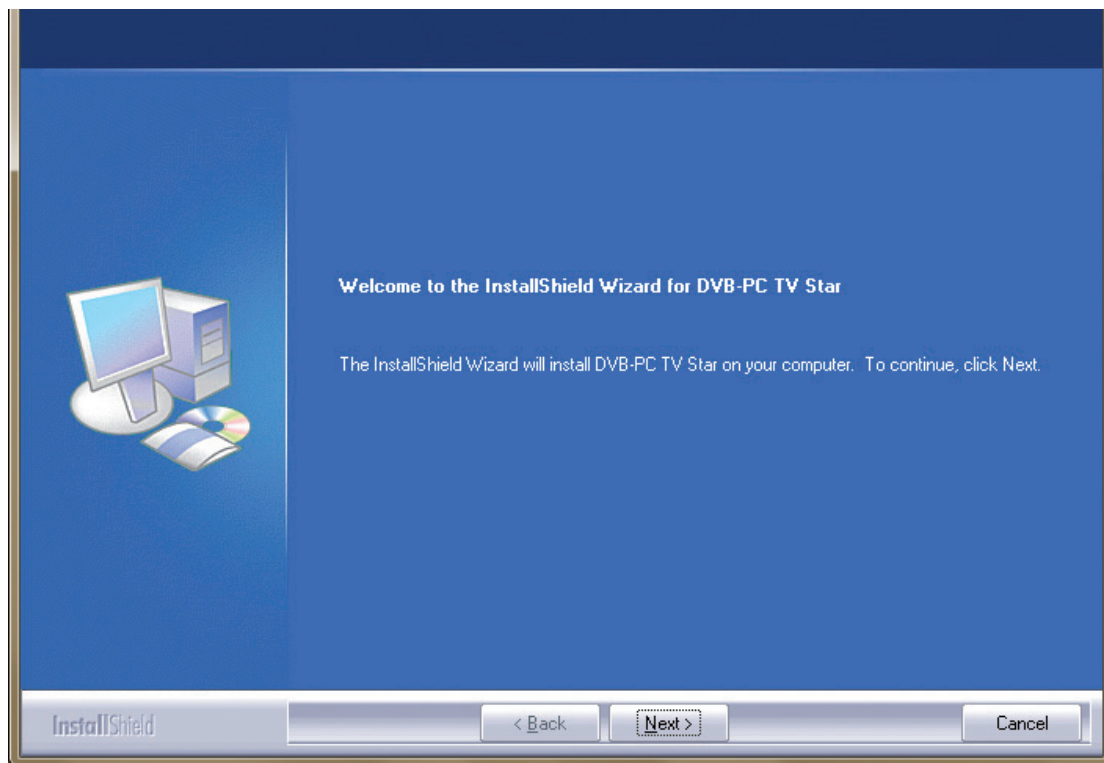 Welcome to the InstallShield Wizard for DVB-PC TV Star
The InstallShield Wizard will install DVB-PC TV Star on your computer. To continue, click Next.
InstallShield
< Back
Next >
Cancel